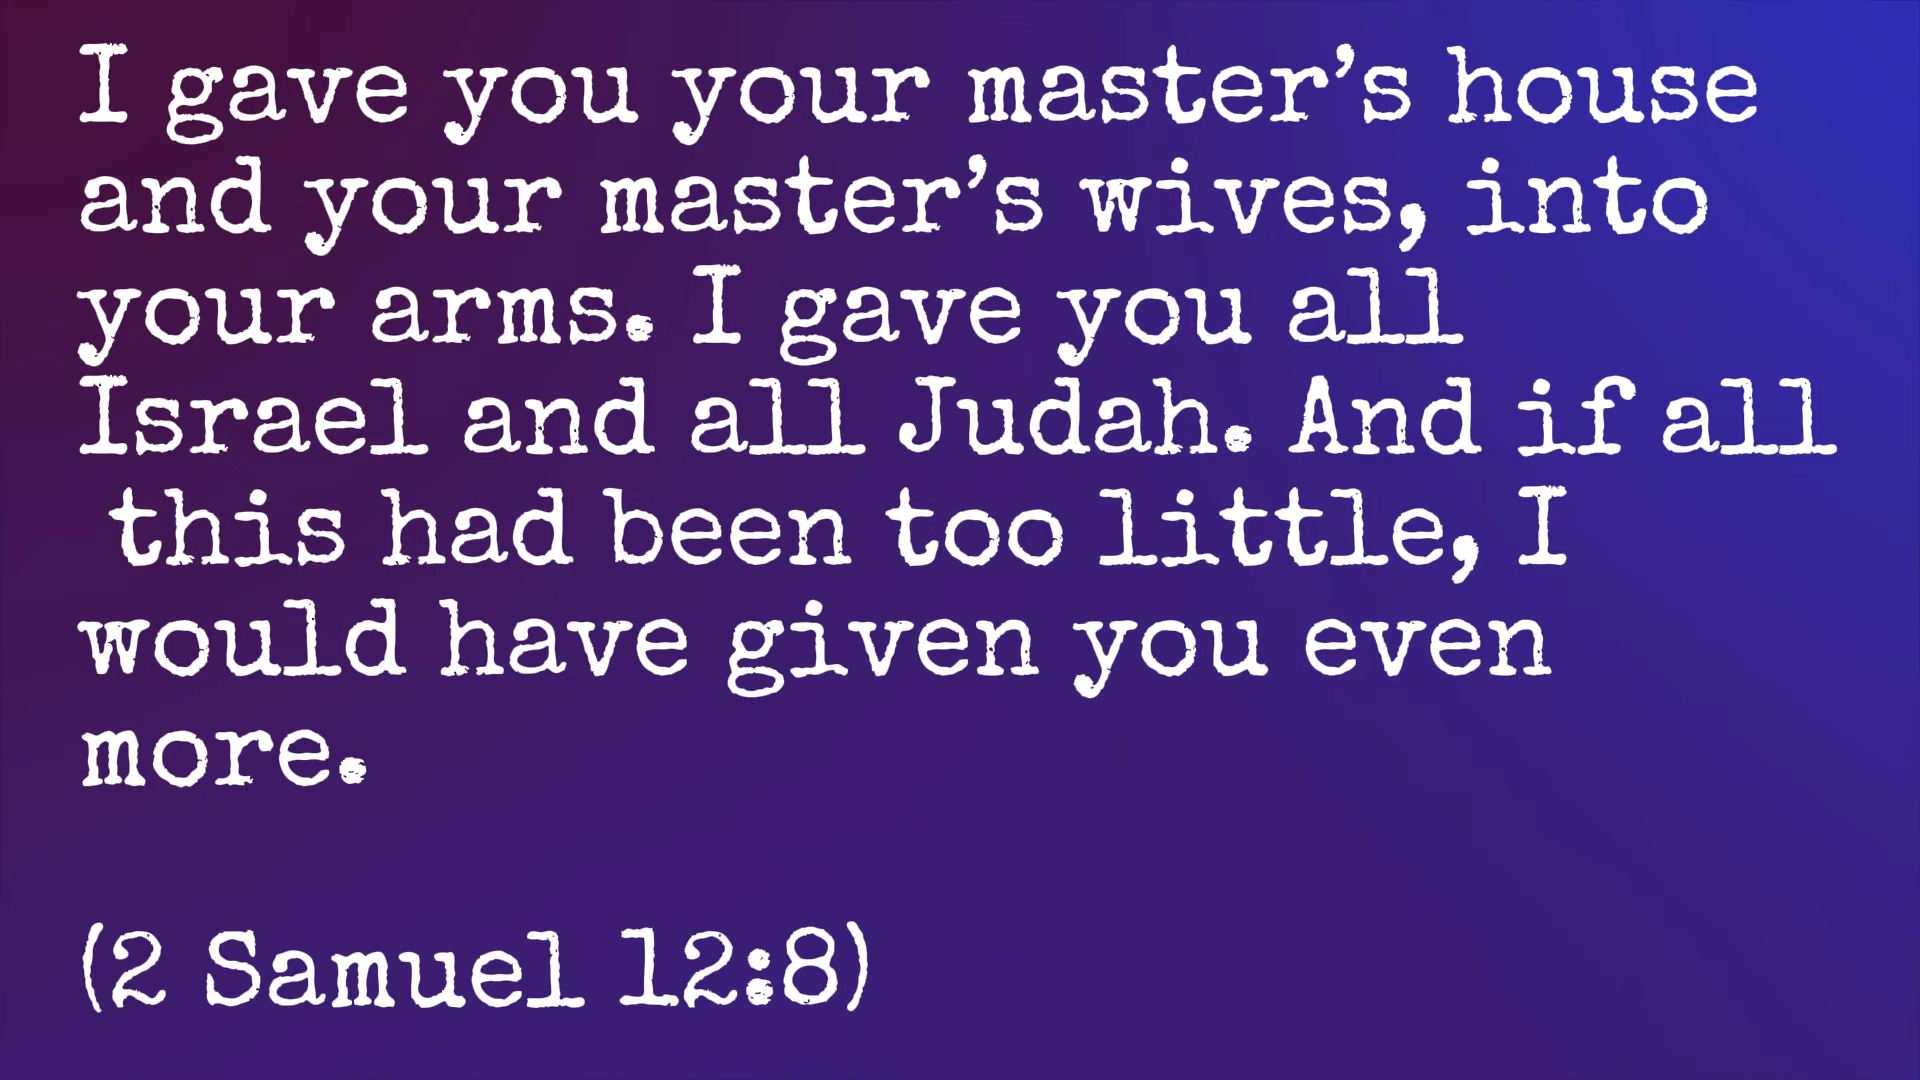 I gave you your master’s house
and your master’s wives, into
your arms. I gave you all
Israel and all Judah. And if all
this had been too little, I
would have given you even
more.
(2 Samuel 12:8)